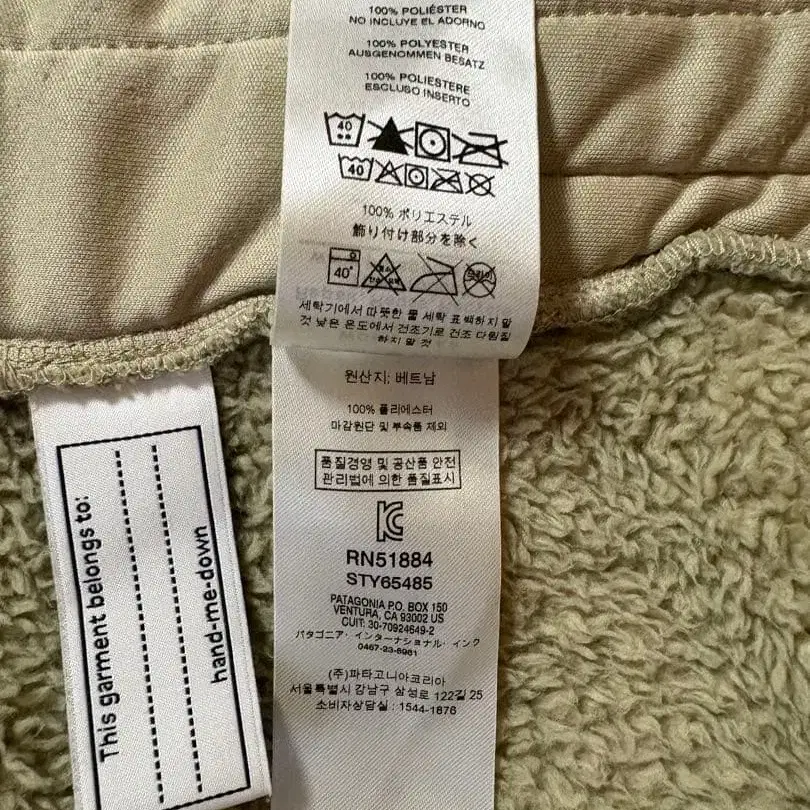 100% POLIÉSTER
NO INCLUYE EL ADORNO
100% POLYESTER
AUSGENOMMEN BESATZ
100% POLIESTERE
ESCLUSO INSERTO
40
40
100% ポリエステル
飾り付け部分を除く
40°
세탁기에서 따뜻한 물 세탁 표백하지 말
것 낮은 온도에서 건조기로 건조 다림질
하지 말 것
원산지: 베트남
100% 폴리에스터
마감원단 및 부속품 제외
품질경영 및 공산품 안전
관리법에 의한 품질표시
RN51884
STY65485
PATAGONIA P.O. BOX 150
VENTURA, CA 93002 US
CUIT: 30-70924649-2
パタゴニア・インターナショナル・インク
0467-23-8961
(주)파타고니아코리아
서울특별시 강남구 삼성로 122길 25
소비자상담실 : 1544-1876
This garment belongs to:
hand-me-down